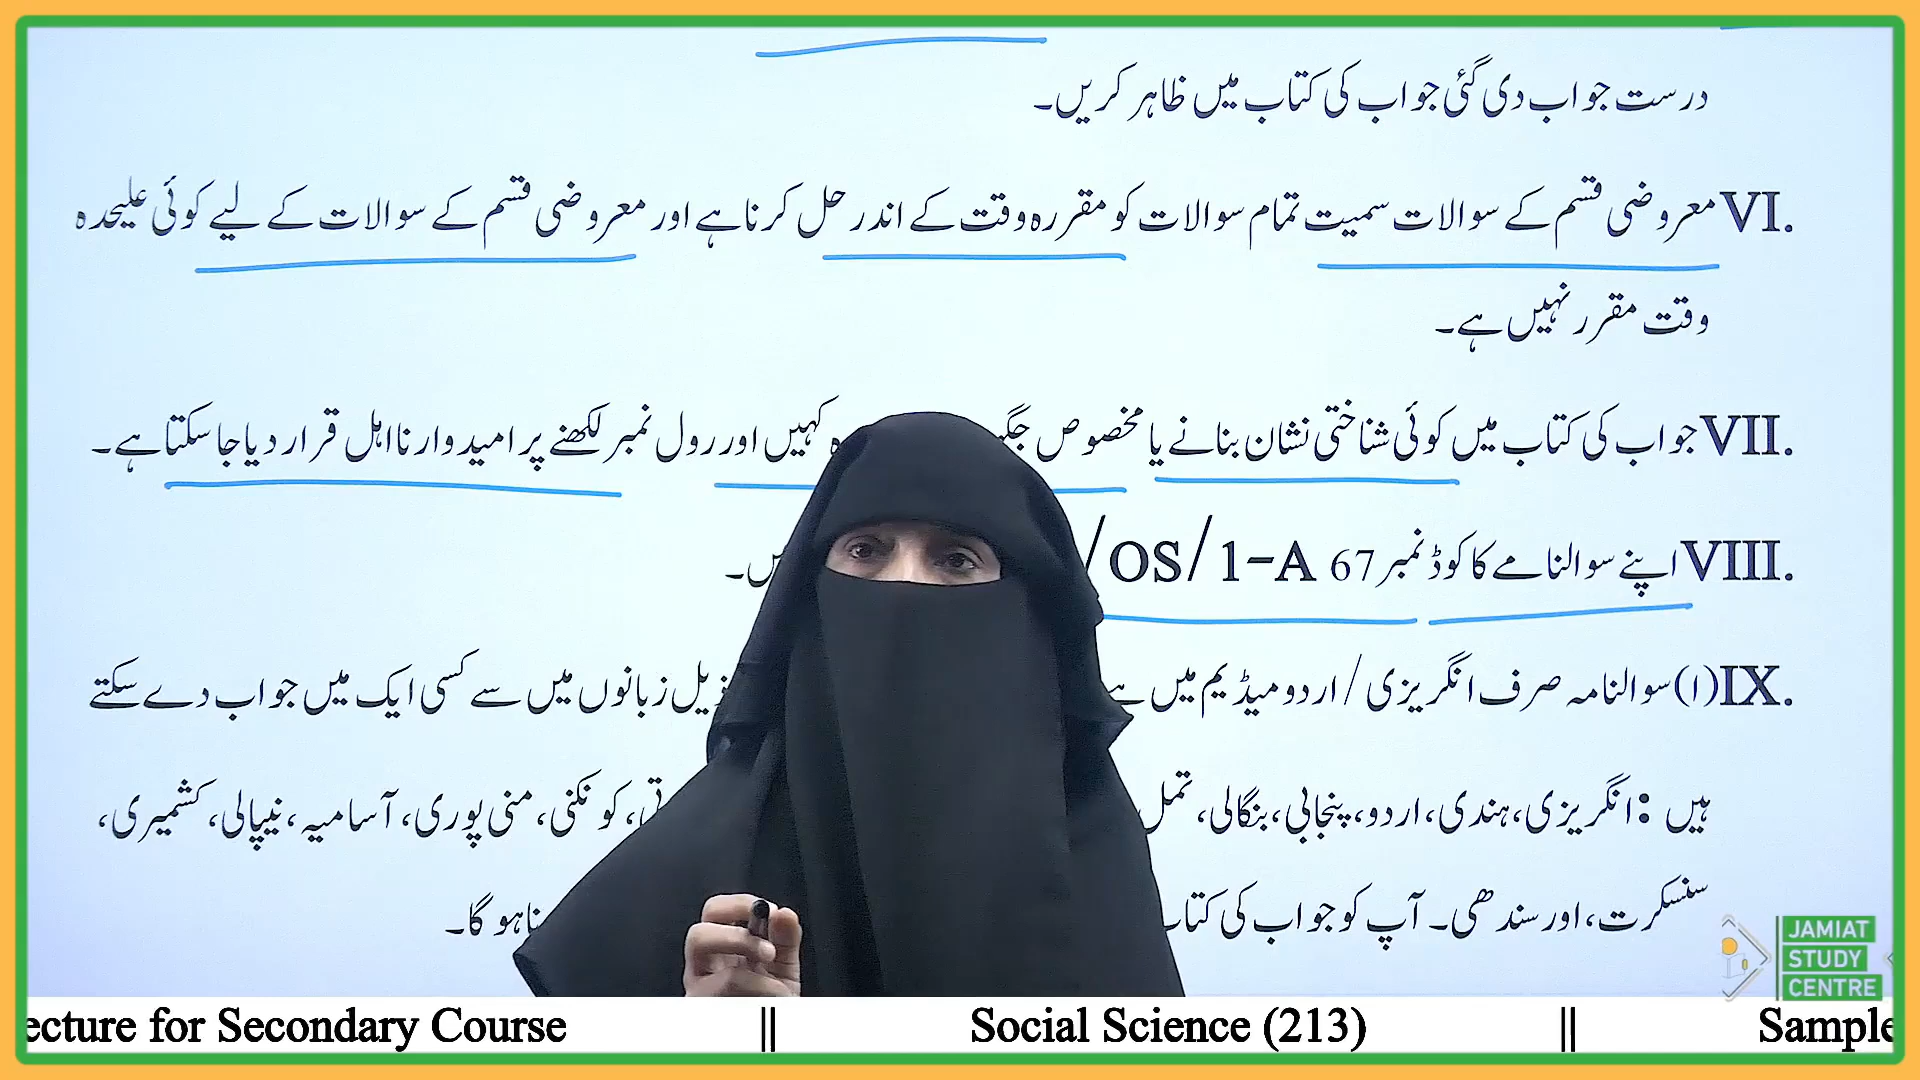 درست جواب دی گئی جواب کی کتاب میں ظاہر کریں۔
VI. معروضی قسم کے سوالات سمیت تمام سوالات کو مقررہ وقت کے اندر حل کرنا ہے اور معروضی قسم کے سوالات کے لیے کوئی علیحدہ
وقت مقرر نہیں ہے۔
VII. جواب کی کتاب میں کوئی شناختی نشان بنانے یا مخصوص کہیں اور رول نمبر لکھنے پر امیدوار نااہل قرار دیا جا سکتا ہے۔
VIII. اپنے سوالنامے کا کوڈ نمبر 67 /OS/1-A
IX. (۱) سوالنامہ صرف انگریزی / اردو میڈیم میں زبانوں میں سے کسی ایک میں جواب دے سکتے
ہیں : انگریزی، ہندی، اردو، پنجابی، بنگالی، تمل کونکنی، منی پوری، آسامیہ، نیپالی، کشمیری،
سنسکرت، اور سندھی۔ آپ کو جواب کی ہو گا۔
JAMIAT
STUDY
CENTRE
ecture for Secondary Course || Social Science (213) || Sample